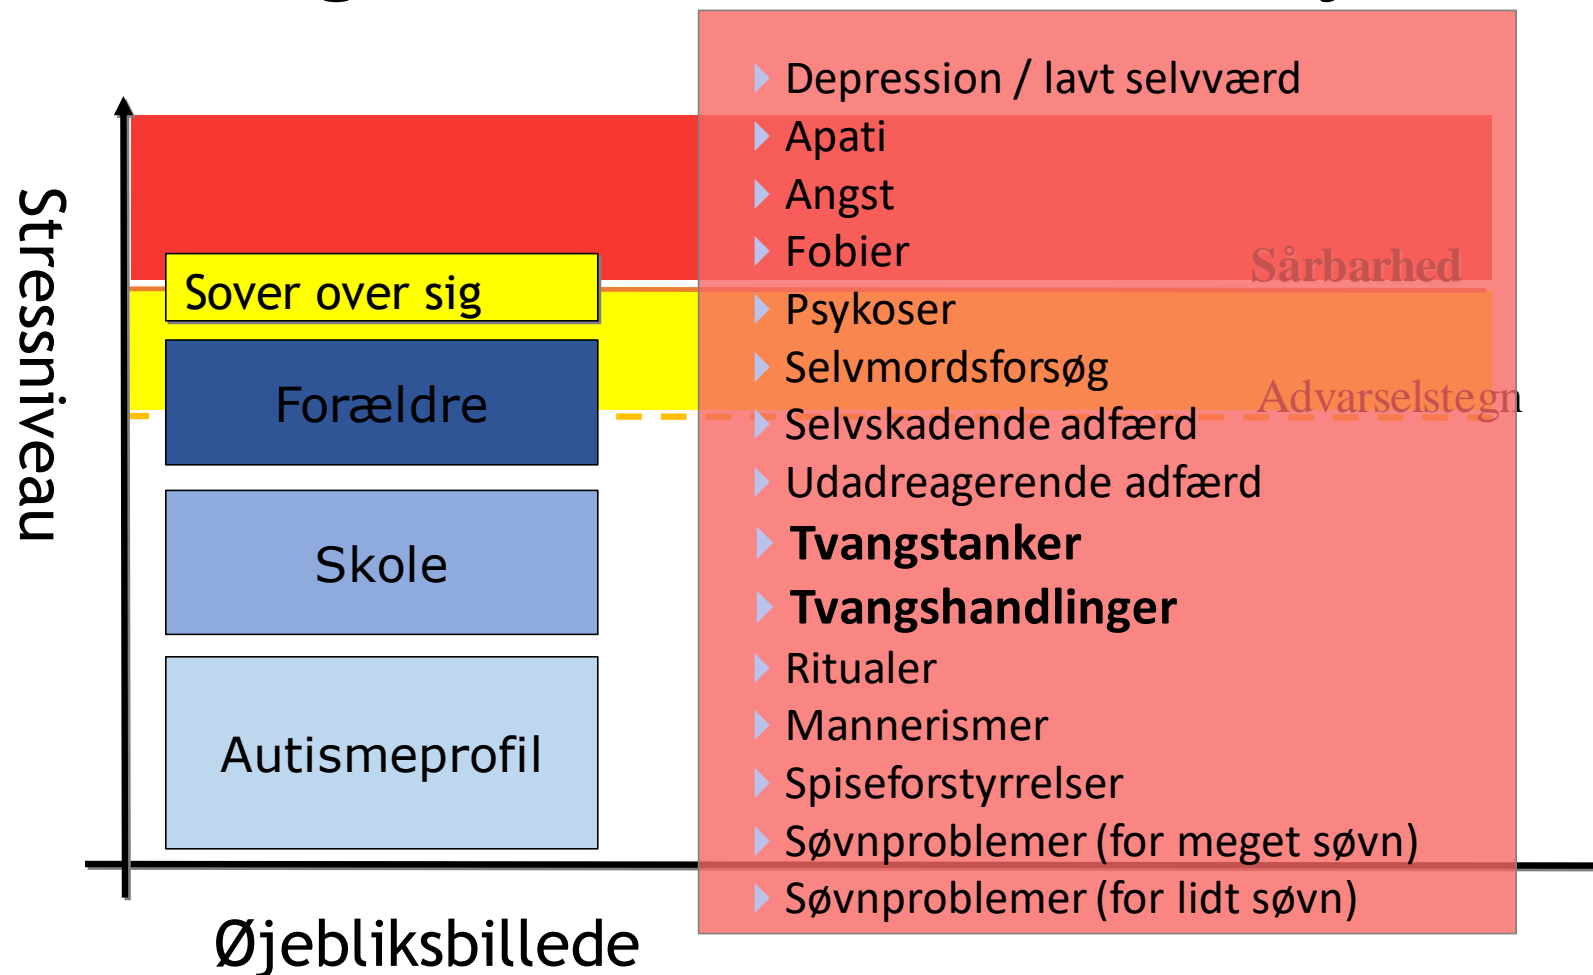 Stressniveau
Sover over sig
Forældre
Skole
Autismeprofil
Øjebliksbillede
Depression / lavt selvværd
Apati
Angst
Fobier
Psykoser
Selvmordsforsøg
Selvskadende adfærd
Udadreagerende adfærd
Tvangstanker
Tvangshandlinger
Ritualer
Mannerismer
Spiseforstyrrelser
Søvnproblemer (for meget søvn)
Søvnproblemer (for lidt søvn)
Sårbarhed
Advarselstegn